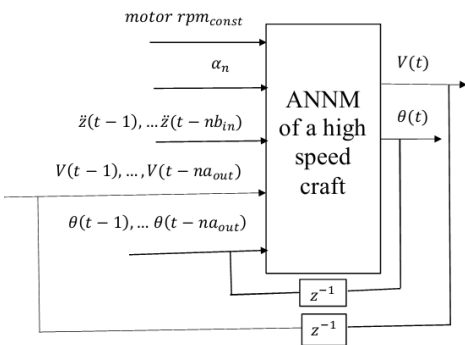 motor rpm_const
α_n
z̈(t − 1), … z̈(t − nb_in)
V(t − 1), … , V(t − na_out)
θ(t − 1), … θ(t − na_out)
ANNM
of a high
speed
craft
V(t)
θ(t)
z⁻¹
z⁻¹